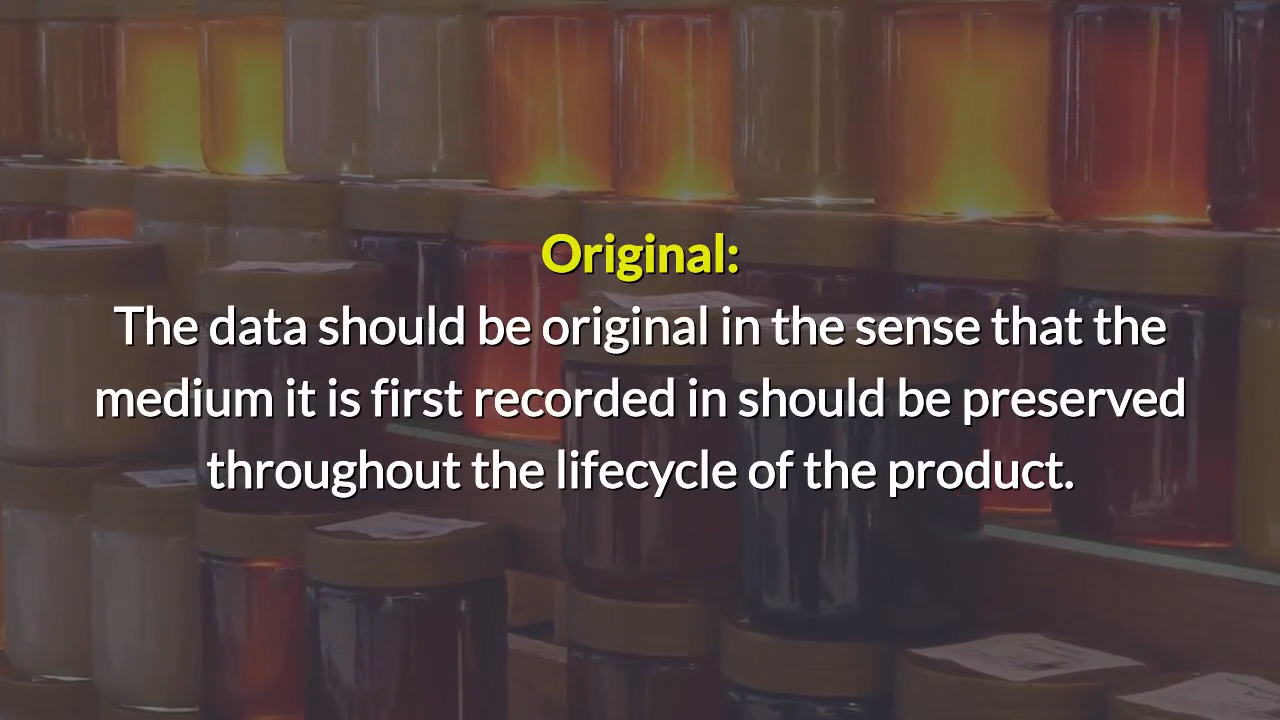 Original:
The data should be original in the sense that the
medium it is first recorded in should be preserved
throughout the lifecycle of the product.